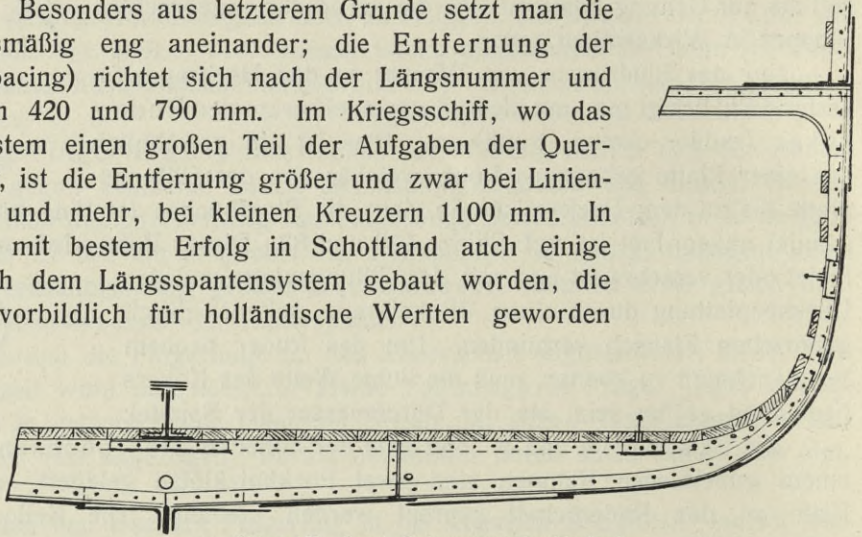 Besonders aus letzterem Grunde setzt man die
smäßig eng aneinander; die Entfernung der
pacing) richtet sich nach der Längsnummer und
420 und 790 mm. Im Kriegsschiff, wo das
stem einen großen Teil der Aufgaben der Quer-
, ist die Entfernung größer und zwar bei Linien-
und mehr, bei kleinen Kreuzern 1100 mm. In
mit bestem Erfolg in Schottland auch einige
ch dem Längsspantensystem gebaut worden, die
vorbildlich für holländische Werften geworden